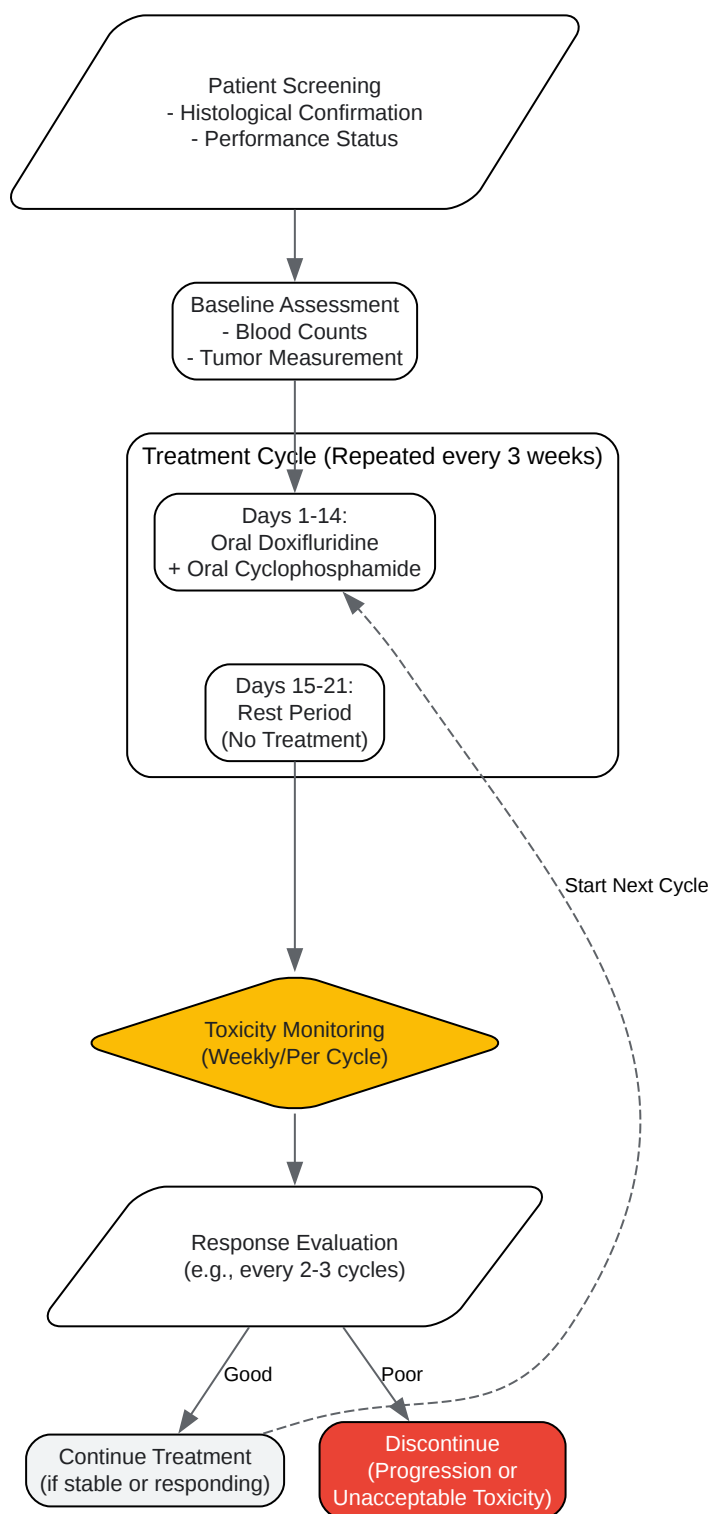 Patient Screening
- Histological Confirmation
- Performance Status
Baseline Assessment
- Blood Counts
- Tumor Measurement
Treatment Cycle (Repeated every 3 weeks)
Days 1-14:
Oral Doxifluridine
+ Oral Cyclophosphamide
Days 15-21:
Rest Period
(No Treatment)
Start Next Cycle
Toxicity Monitoring
(Weekly/Per Cycle)
Response Evaluation
(e.g., every 2-3 cycles)
Good
Poor
Continue Treatment
(if stable or responding)
Discontinue
(Progression or
Unacceptable Toxicity)